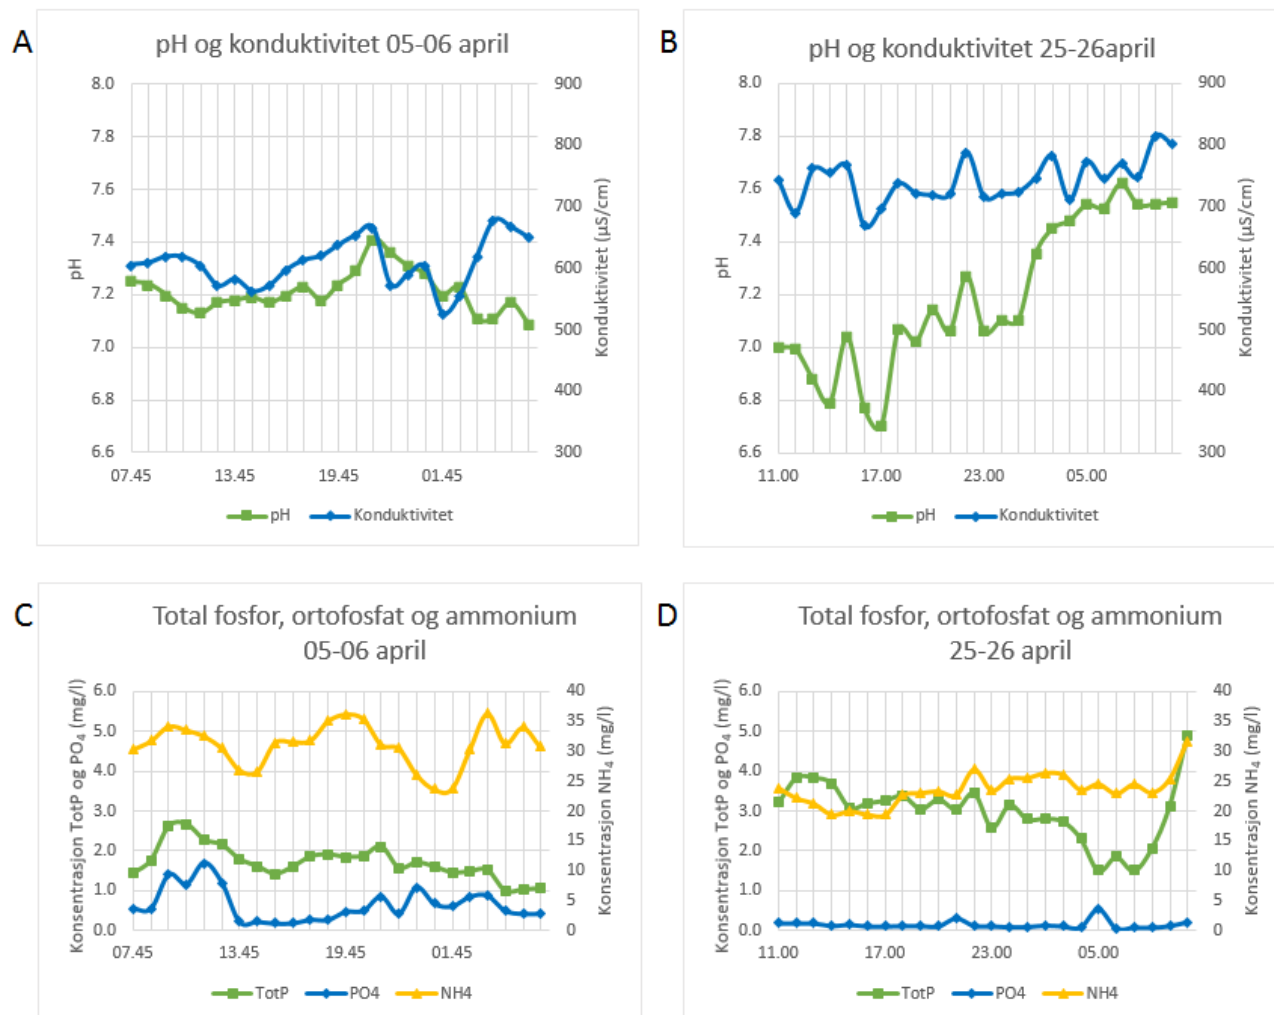 A
pH og konduktivitet 05-06 april
8.0
7.8
7.6
7.4
7.2
7.0
6.8
6.6
pH
900
800
700
600
500
400
300
Konduktivitet (µS/cm)
07.45 13.45 19.45 01.45
pH Konduktivitet
B
pH og konduktivitet 25-26april
8.0
7.8
7.6
7.4
7.2
7.0
6.8
6.6
pH
900
800
700
600
500
400
300
Konduktivitet (µS/cm)
11.00 17.00 23.00 05.00
pH Konduktivitet
C
Total fosfor, ortofosfat og ammonium
05-06 april
Konsentrasjon TotP og PO₄ (mg/l)
6.0
5.0
4.0
3.0
2.0
1.0
0.0
40
35
30
25
20
15
10
5
0
Konsentrasjon NH₄ (mg/l)
07.45 13.45 19.45 01.45
TotP PO4 NH4
D
Total fosfor, ortofosfat og ammonium
25-26 april
Konsentrasjon TotP og PO₄ (mg/l)
6.0
5.0
4.0
3.0
2.0
1.0
0.0
40
35
30
25
20
15
10
5
0
Konsentrasjon NH₄ (mg/l)
11.00 17.00 23.00 05.00
TotP PO4 NH4